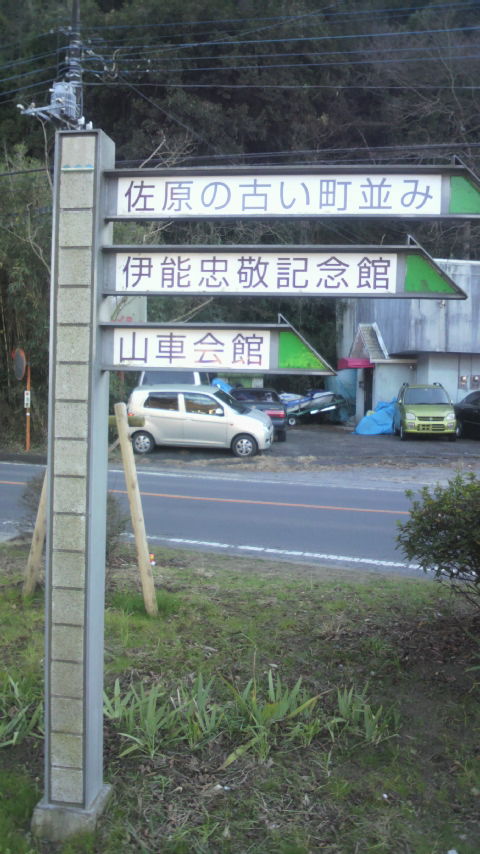 佐原の古い町並み
伊能忠敬記念館
山車会館